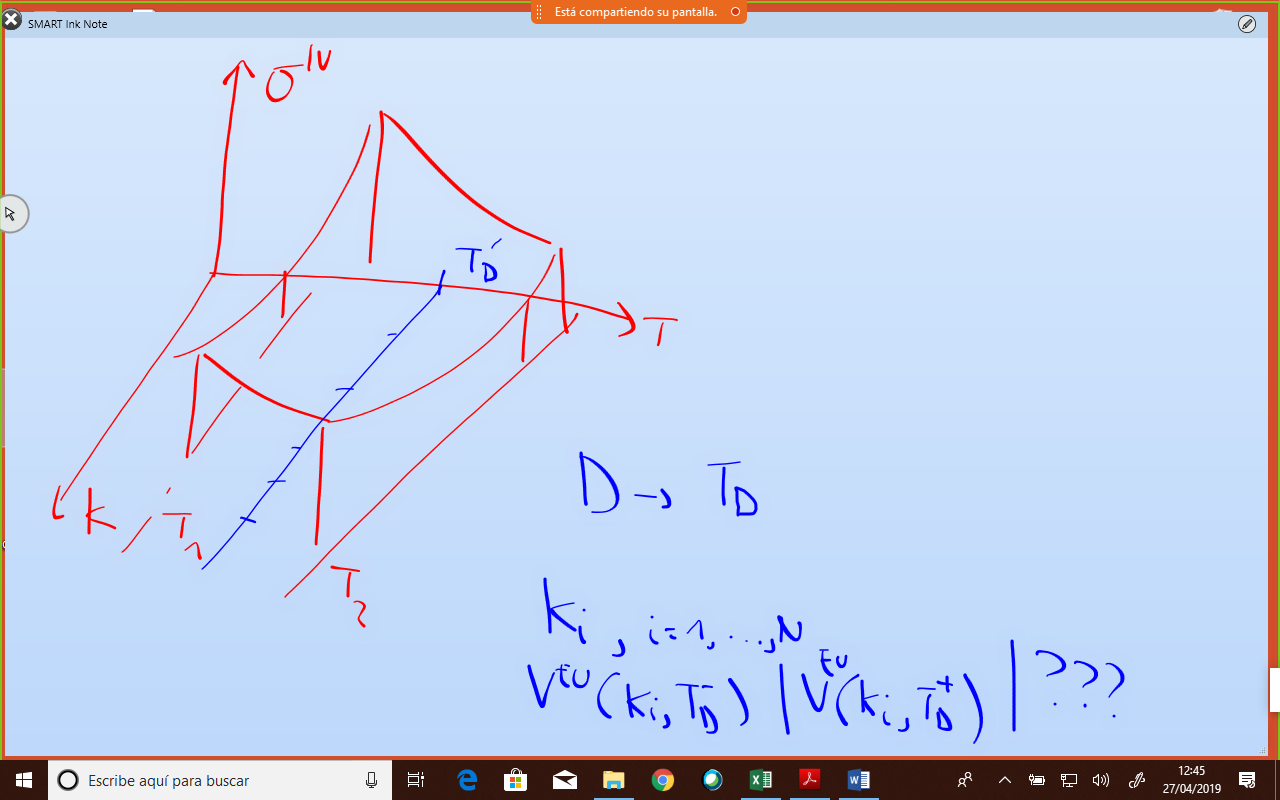 Está compartiendo su pantalla.
SMART Ink Note
σ^IV
T_D^-
T
K
T_1
T_2
D → T_D
K_i, i=1,...,N
V^EU(K_i, T_D^-) | V^EU(K_i, T_D^+) | ???
Escribe aquí para buscar
12:45
27/04/2019